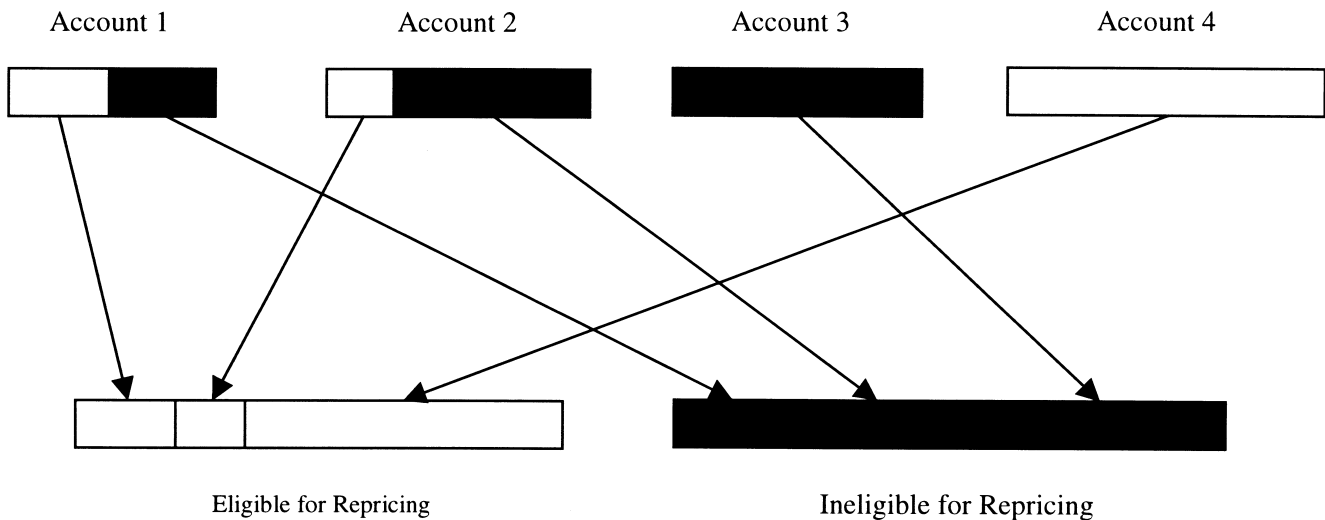 Account 1
Account 2
Account 3
Account 4
Eligible for Repricing
Ineligible for Repricing